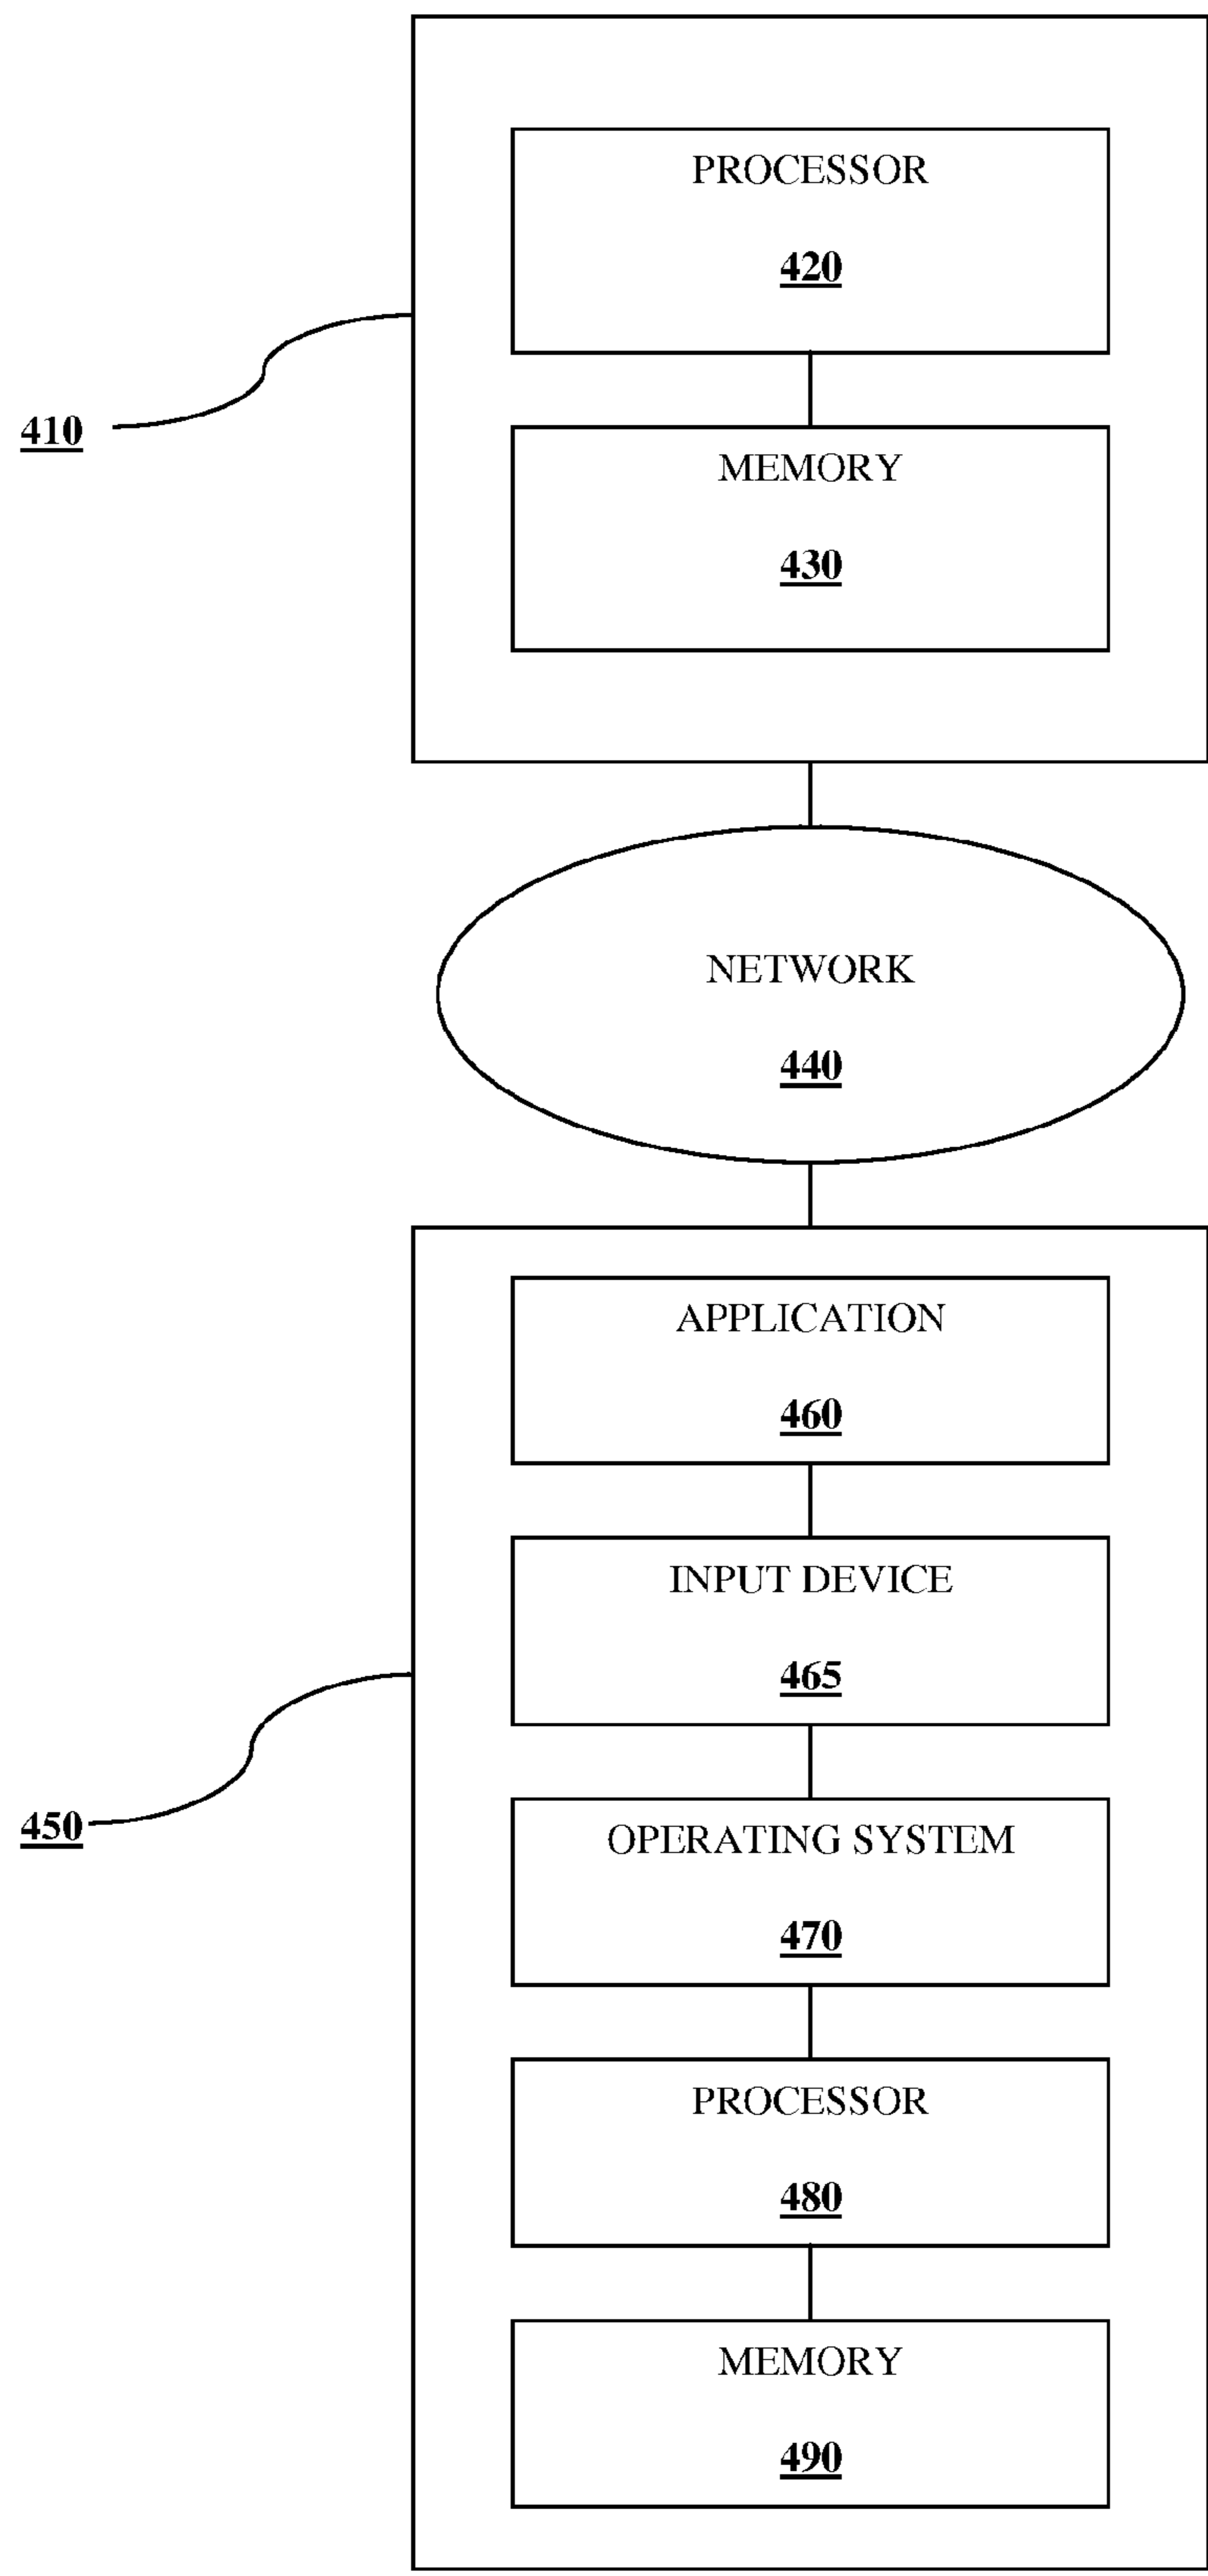 PROCESSOR
420
410
MEMORY
430
NETWORK
440
APPLICATION
460
INPUT DEVICE
465
450
OPERATING SYSTEM
470
PROCESSOR
480
MEMORY
490